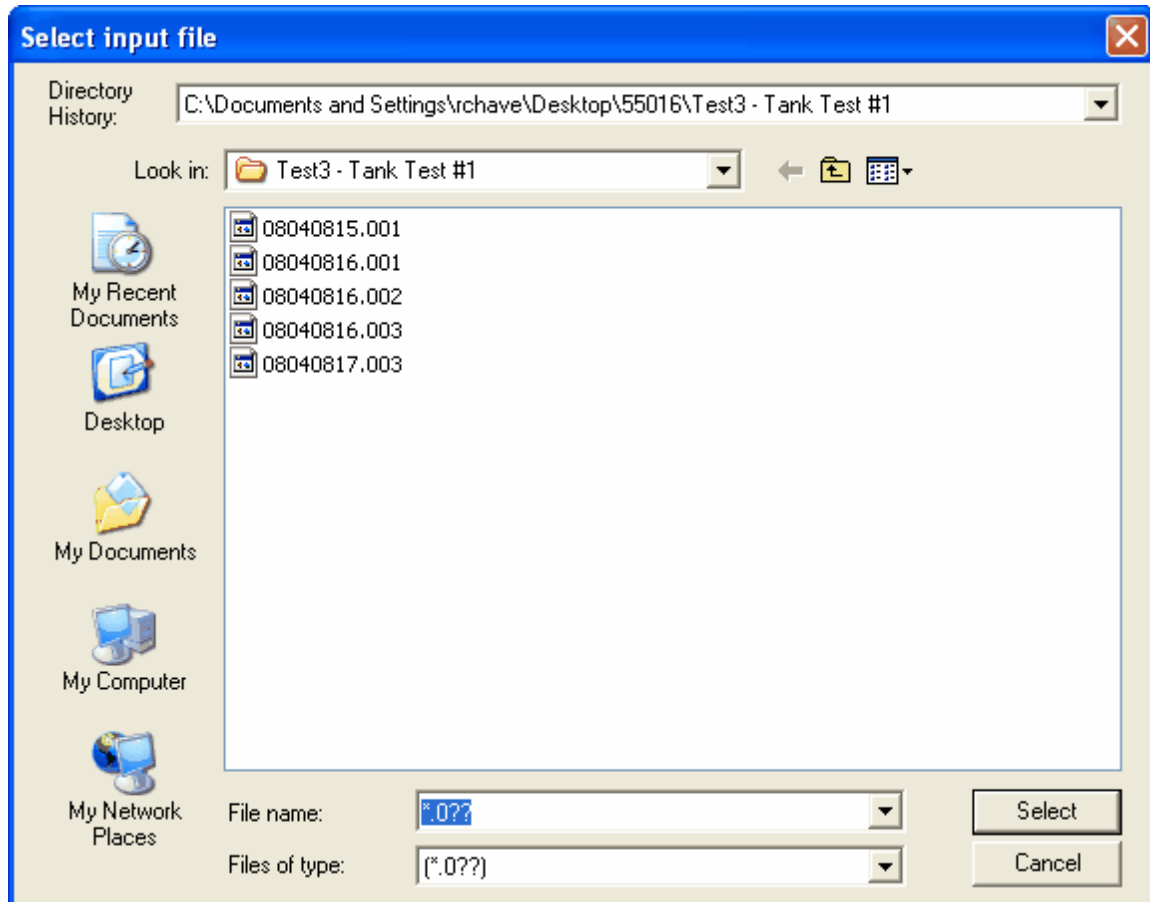 Select input file
Directory History: C:\Documents and Settings\rchave\Desktop\55016\Test3 - Tank Test #1
Look in: Test3 - Tank Test #1
08040815.001
08040816.001
08040816.002
08040816.003
08040817.003
My Recent
Documents
Desktop
My Documents
My Computer
My Network
Places
File name: *.0?? Select
Files of type: (*.0??) Cancel